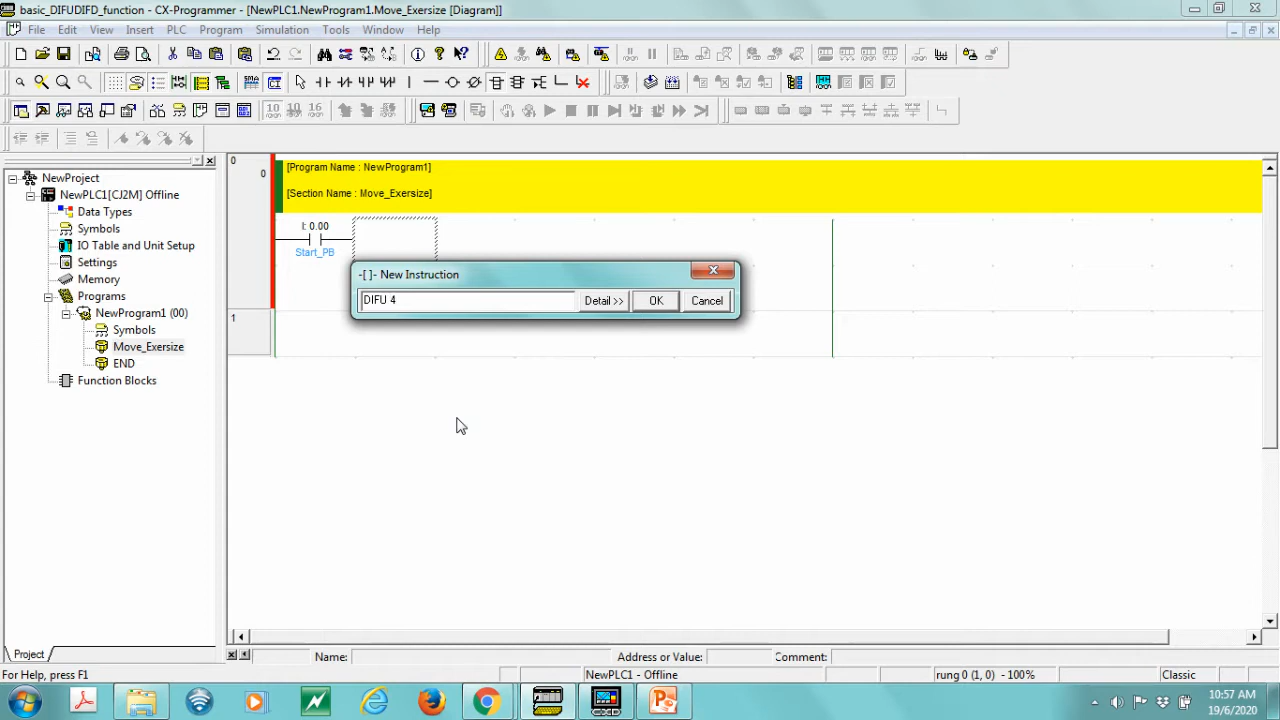 basic_DIFUDIFD_function - CX-Programmer - [NewPLC1.NewProgram1.Move_Exersize [Diagram]]
File Edit View Insert PLC Program Simulation Tools Window Help
10 10 16
NewProject
NewPLC1[CJ2M] Offline
Data Types
Symbols
IO Table and Unit Setup
Settings
Memory
Programs
NewProgram1 (00)
Symbols
Move_Exersize
END
Function Blocks
Project
0
0
[Program Name : NewProgram1]
[Section Name : Move_Exersize]
I: 0.00
Start_PB
-[ ]- New Instruction
DIFU 4
Detail >> OK Cancel
1
Name: Address or Value: Comment:
For Help, press F1 NewPLC1 - Offline rung 0 (1, 0) - 100% Classic
10:57 AM
19/6/2020